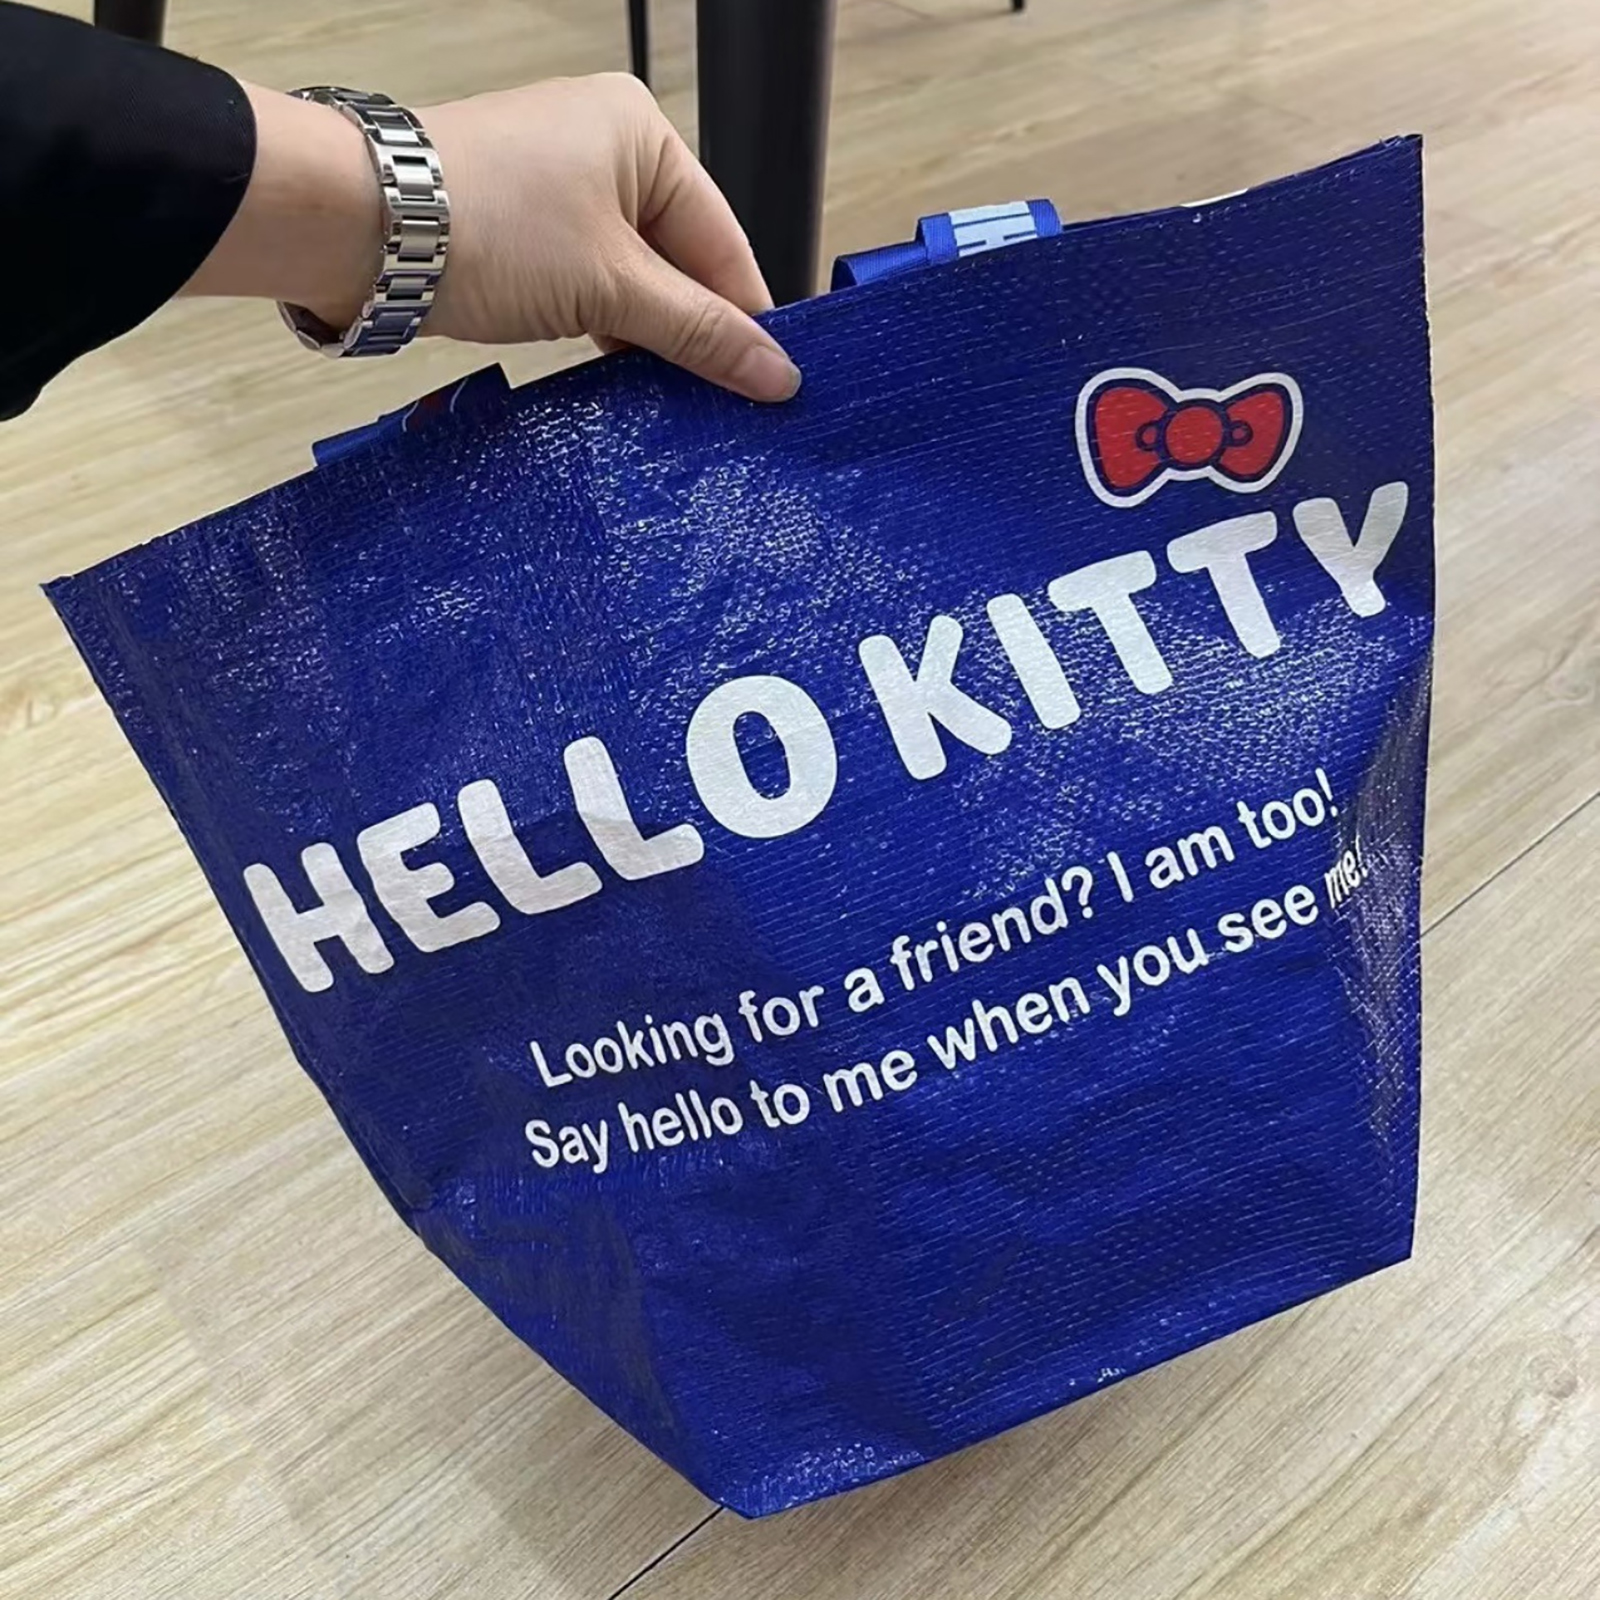 HELLO KITTY
Looking for a friend? I am too!
Say hello to me when you see me!